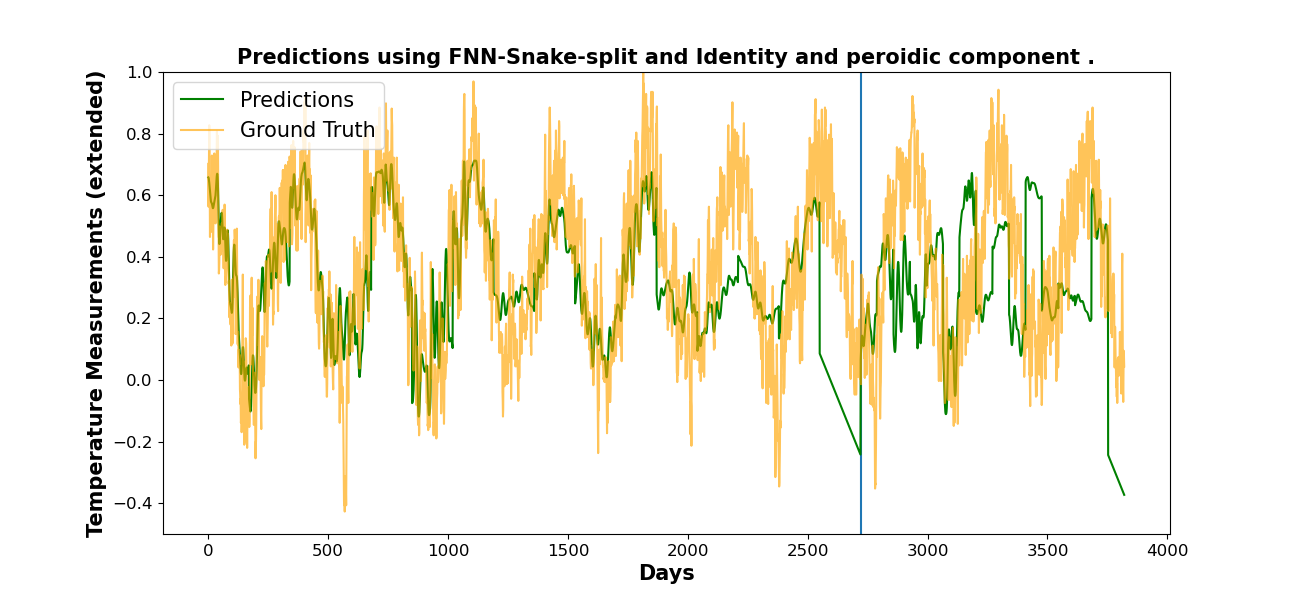 Predictions using FNN-Snake-split and Identity and peroidic component .
Temperature Measurements (extended)
1.0
0.8
0.6
0.4
0.2
0.0
−0.2
−0.4
Predictions
Ground Truth
0 500 1000 1500 2000 2500 3000 3500 4000
Days